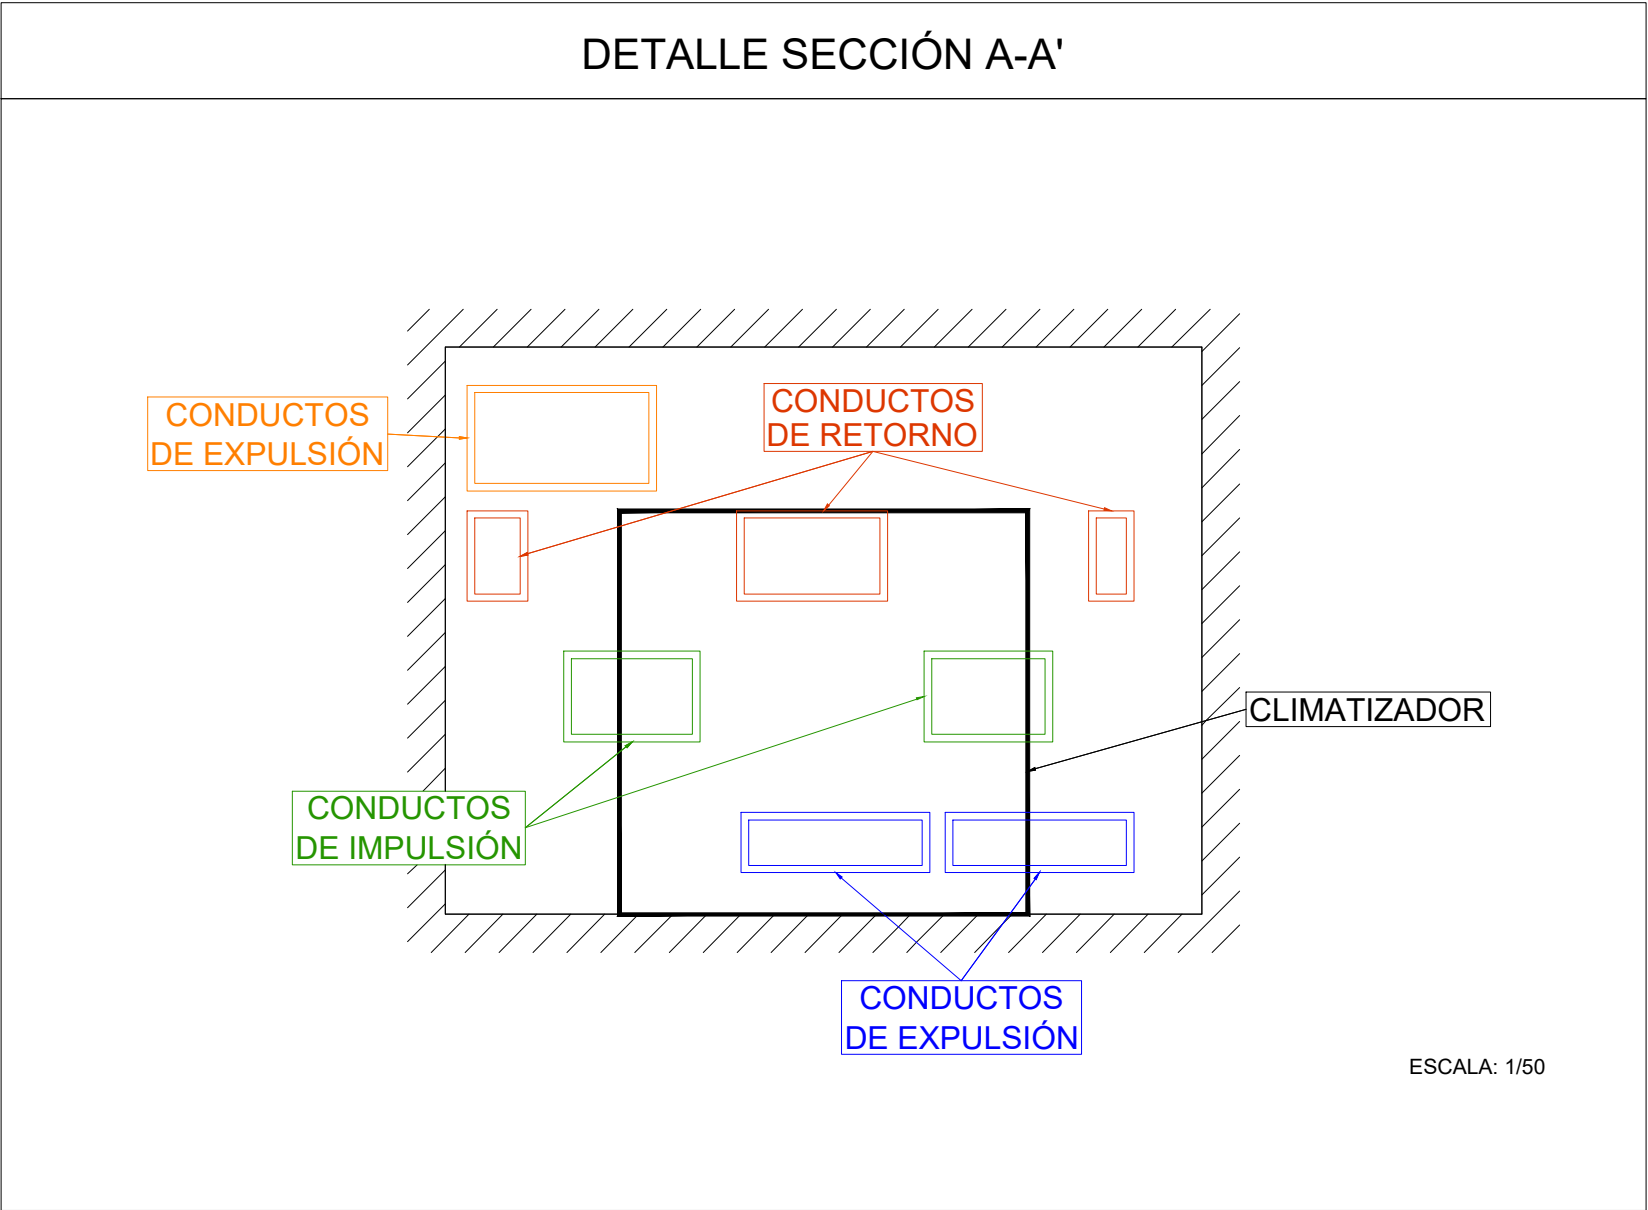 DETALLE SECCIÓN A-A'
CONDUCTOS
DE EXPULSIÓN
CONDUCTOS
DE RETORNO
CLIMATIZADOR
CONDUCTOS
DE IMPULSIÓN
CONDUCTOS
DE EXPULSIÓN
ESCALA: 1/50